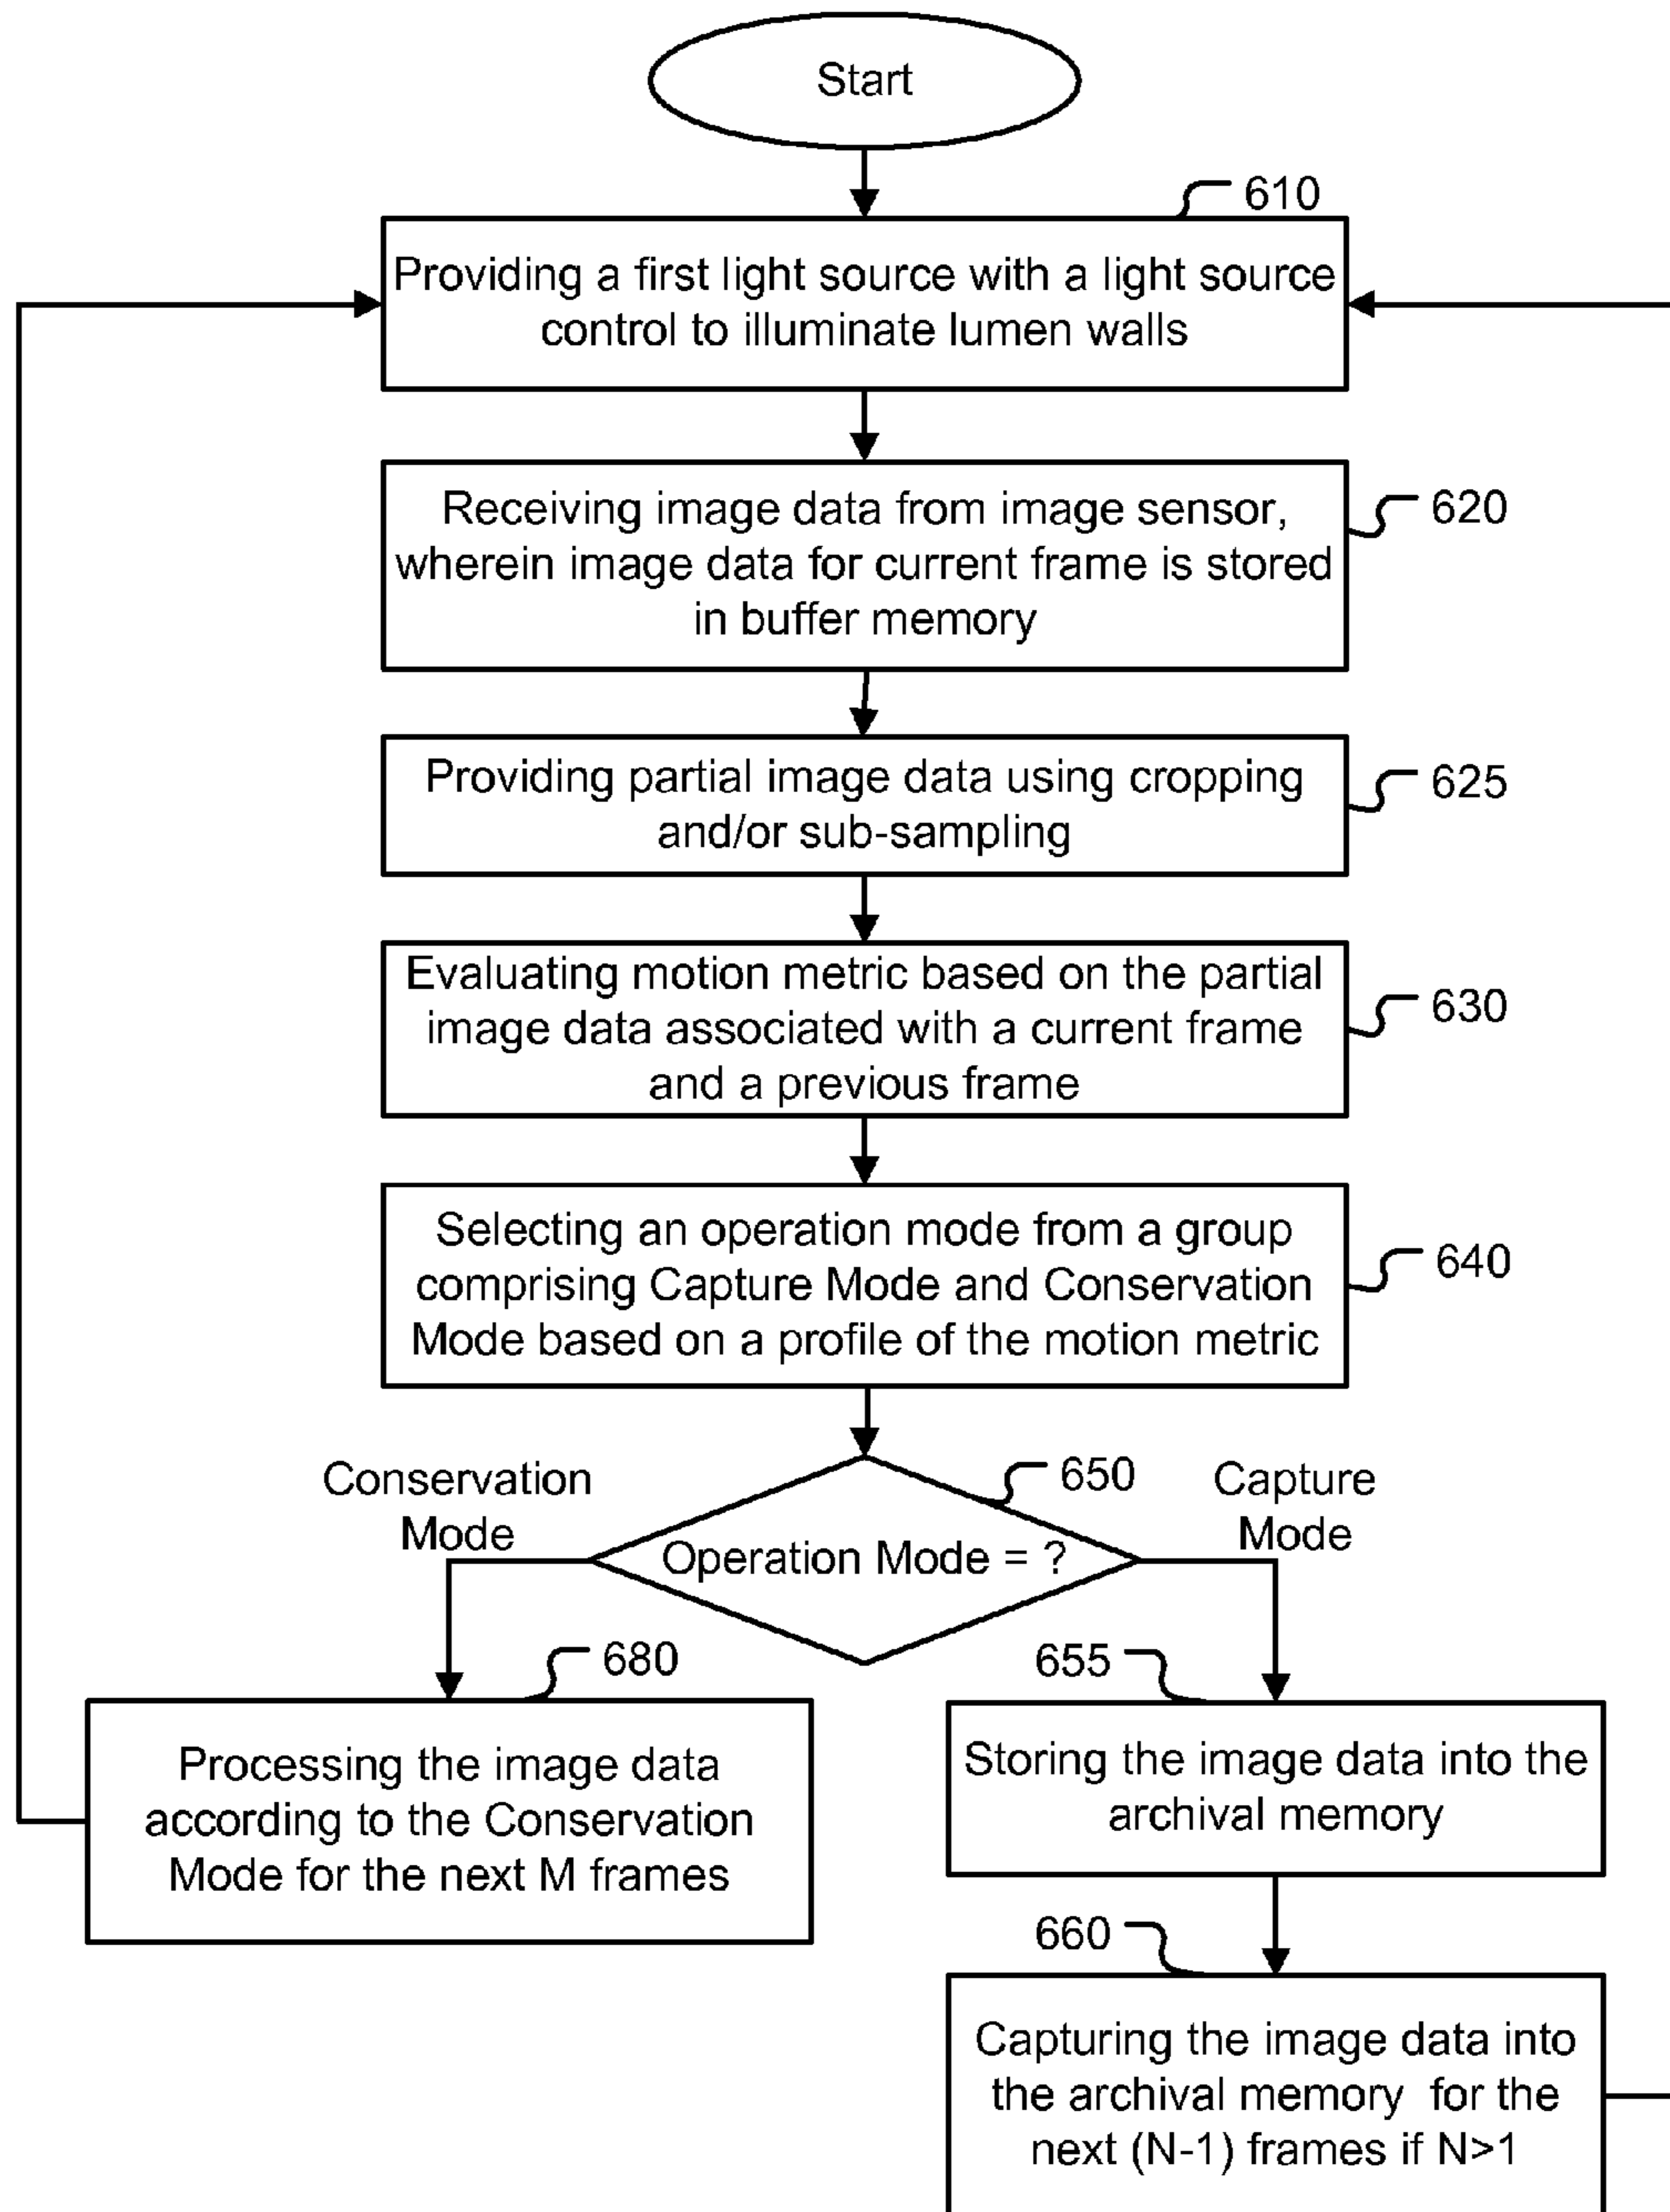 Start
610
Providing a first light source with a light source
control to illuminate lumen walls
Receiving image data from image sensor,
wherein image data for current frame is stored
in buffer memory
620
Providing partial image data using cropping
and/or sub-sampling
625
Evaluating motion metric based on the partial
image data associated with a current frame
and a previous frame
630
Selecting an operation mode from a group
comprising Capture Mode and Conservation
Mode based on a profile of the motion metric
640
Conservation
Mode
650
Capture
Mode
Operation Mode = ?
680
655
Processing the image data
according to the Conservation
Mode for the next M frames
Storing the image data into the
archival memory
660
Capturing the image data into
the archival memory for the
next (N-1) frames if N>1